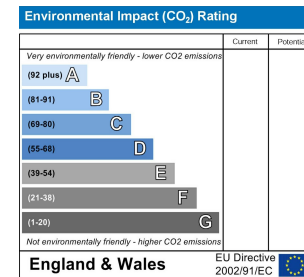 Environmental Impact (CO₂) Rating
Current Potential
Very environmentally friendly - lower CO2 emissions
(92 plus) A
(81-91) B
(69-80) C
(55-68) D
(39-54) E
(21-38) F
(1-20) G
Not environmentally friendly - higher CO2 emissions
England & Wales
EU Directive
2002/91/EC